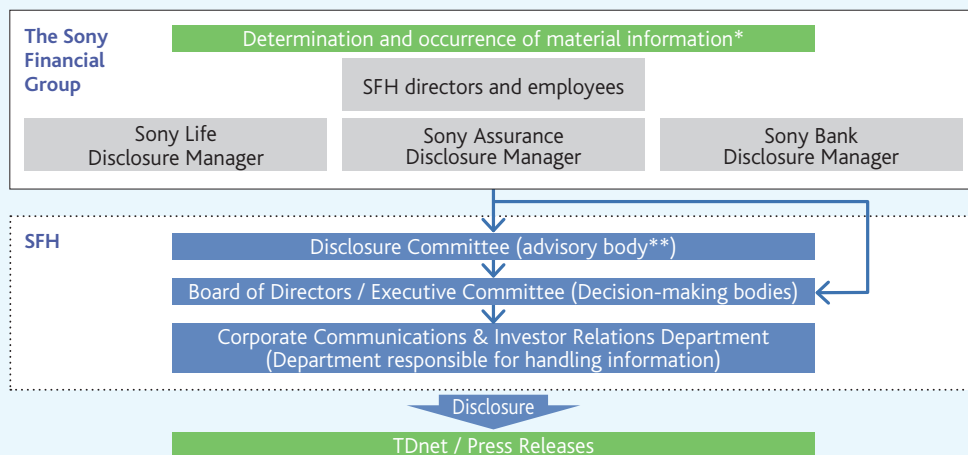 The Sony
Financial
Group
Determination and occurrence of material information*
SFH directors and employees
Sony Life
Disclosure Manager
Sony Assurance
Disclosure Manager
Sony Bank
Disclosure Manager
SFH
Disclosure Committee (advisory body**)
Board of Directors / Executive Committee (Decision-making bodies)
Corporate Communications & Investor Relations Department
(Department responsible for handling information)
Disclosure
TDnet / Press Releases